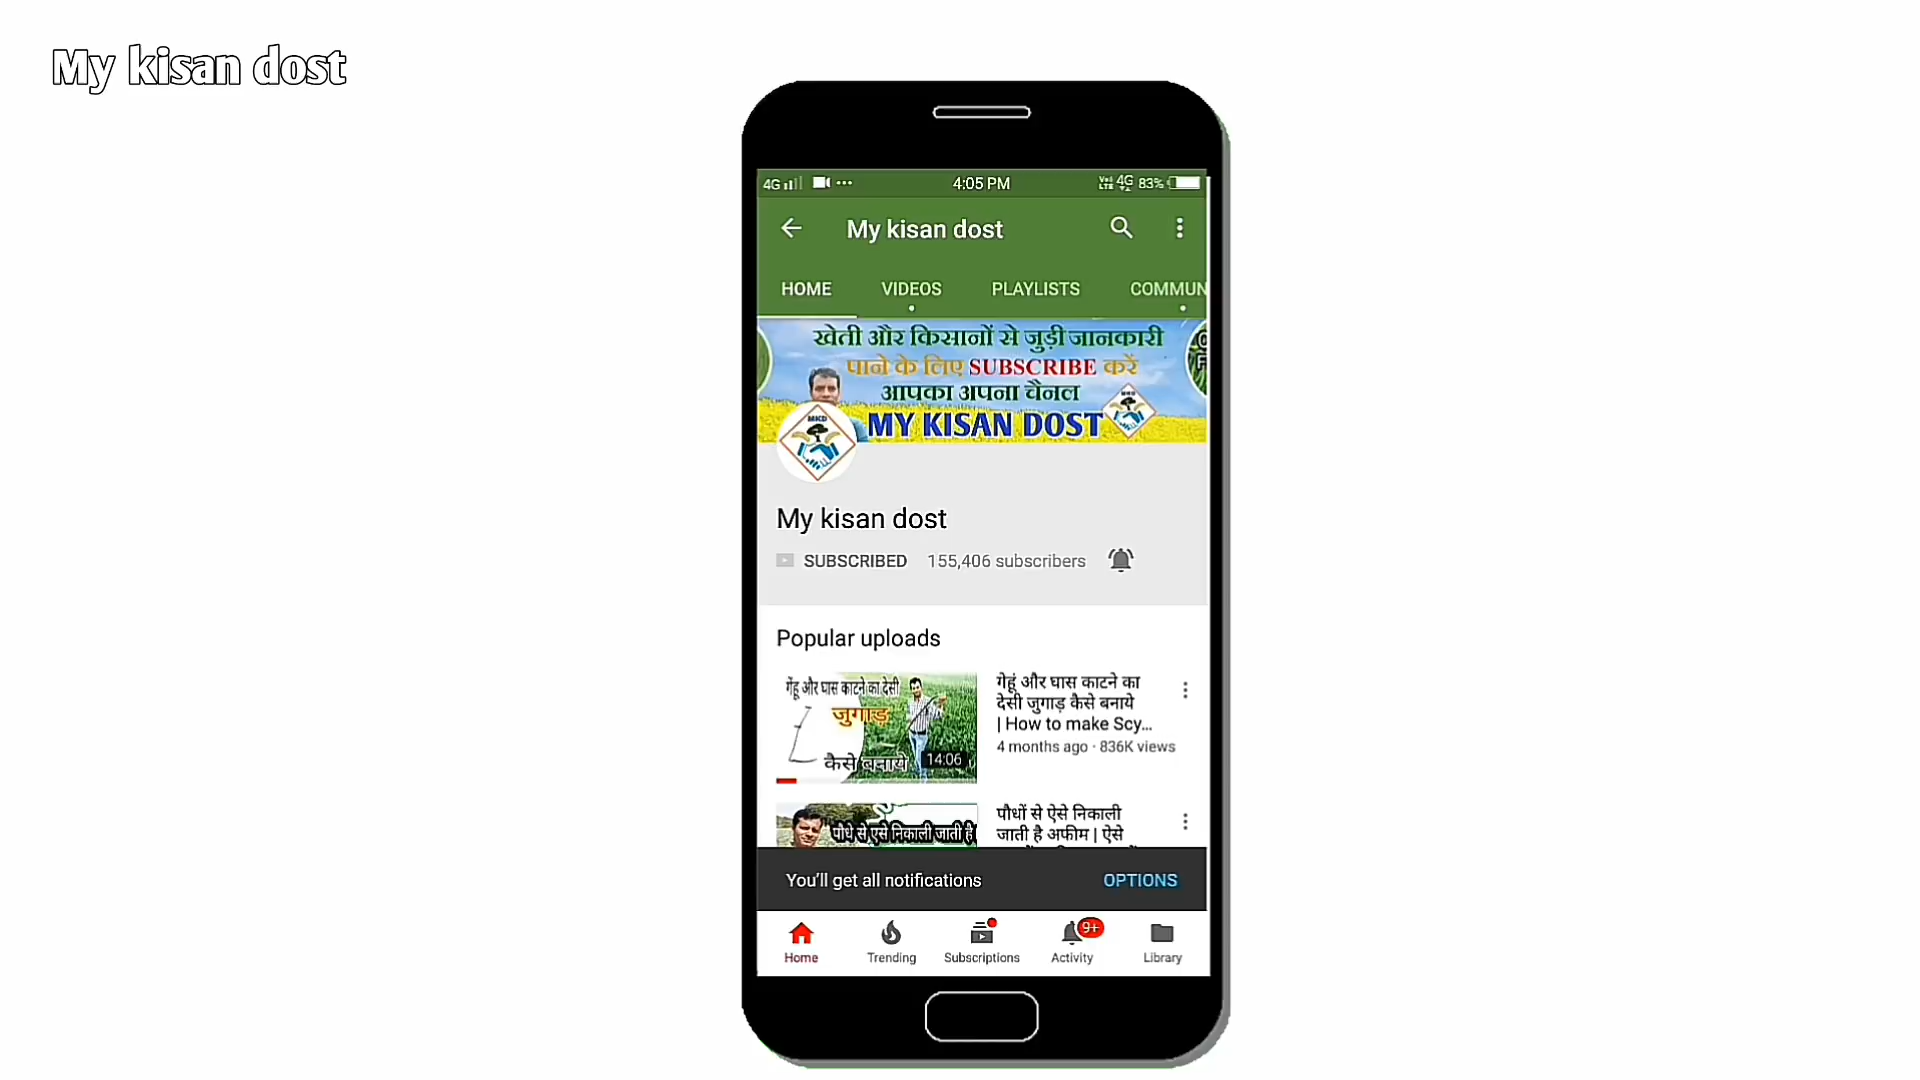 My kisan dost
4G
4:05 PM
VoLTE 4G 83%
My kisan dost
HOME VIDEOS PLAYLISTS COMMUN
खेती और किसानों से जुड़ी जानकारी
पाने के लिए SUBSCRIBE करें
आपका अपना चैनल
MY KISAN DOST
MKD
My kisan dost
SUBSCRIBED 155,406 subscribers
Popular uploads
गेंहू और घास काटने का देसी
जुगाड़
कैसे बनाये
14:06
गेहूं और घास काटने का
देसी जुगाड़ कैसे बनाये
| How to make Scy...
4 months ago · 836K views
पौधे से एसे निकाली जाती है
पौधों से ऐसे निकाली
जाती है अफीम | ऐसे
You'll get all notifications OPTIONS
9+
Home Trending Subscriptions Activity Library